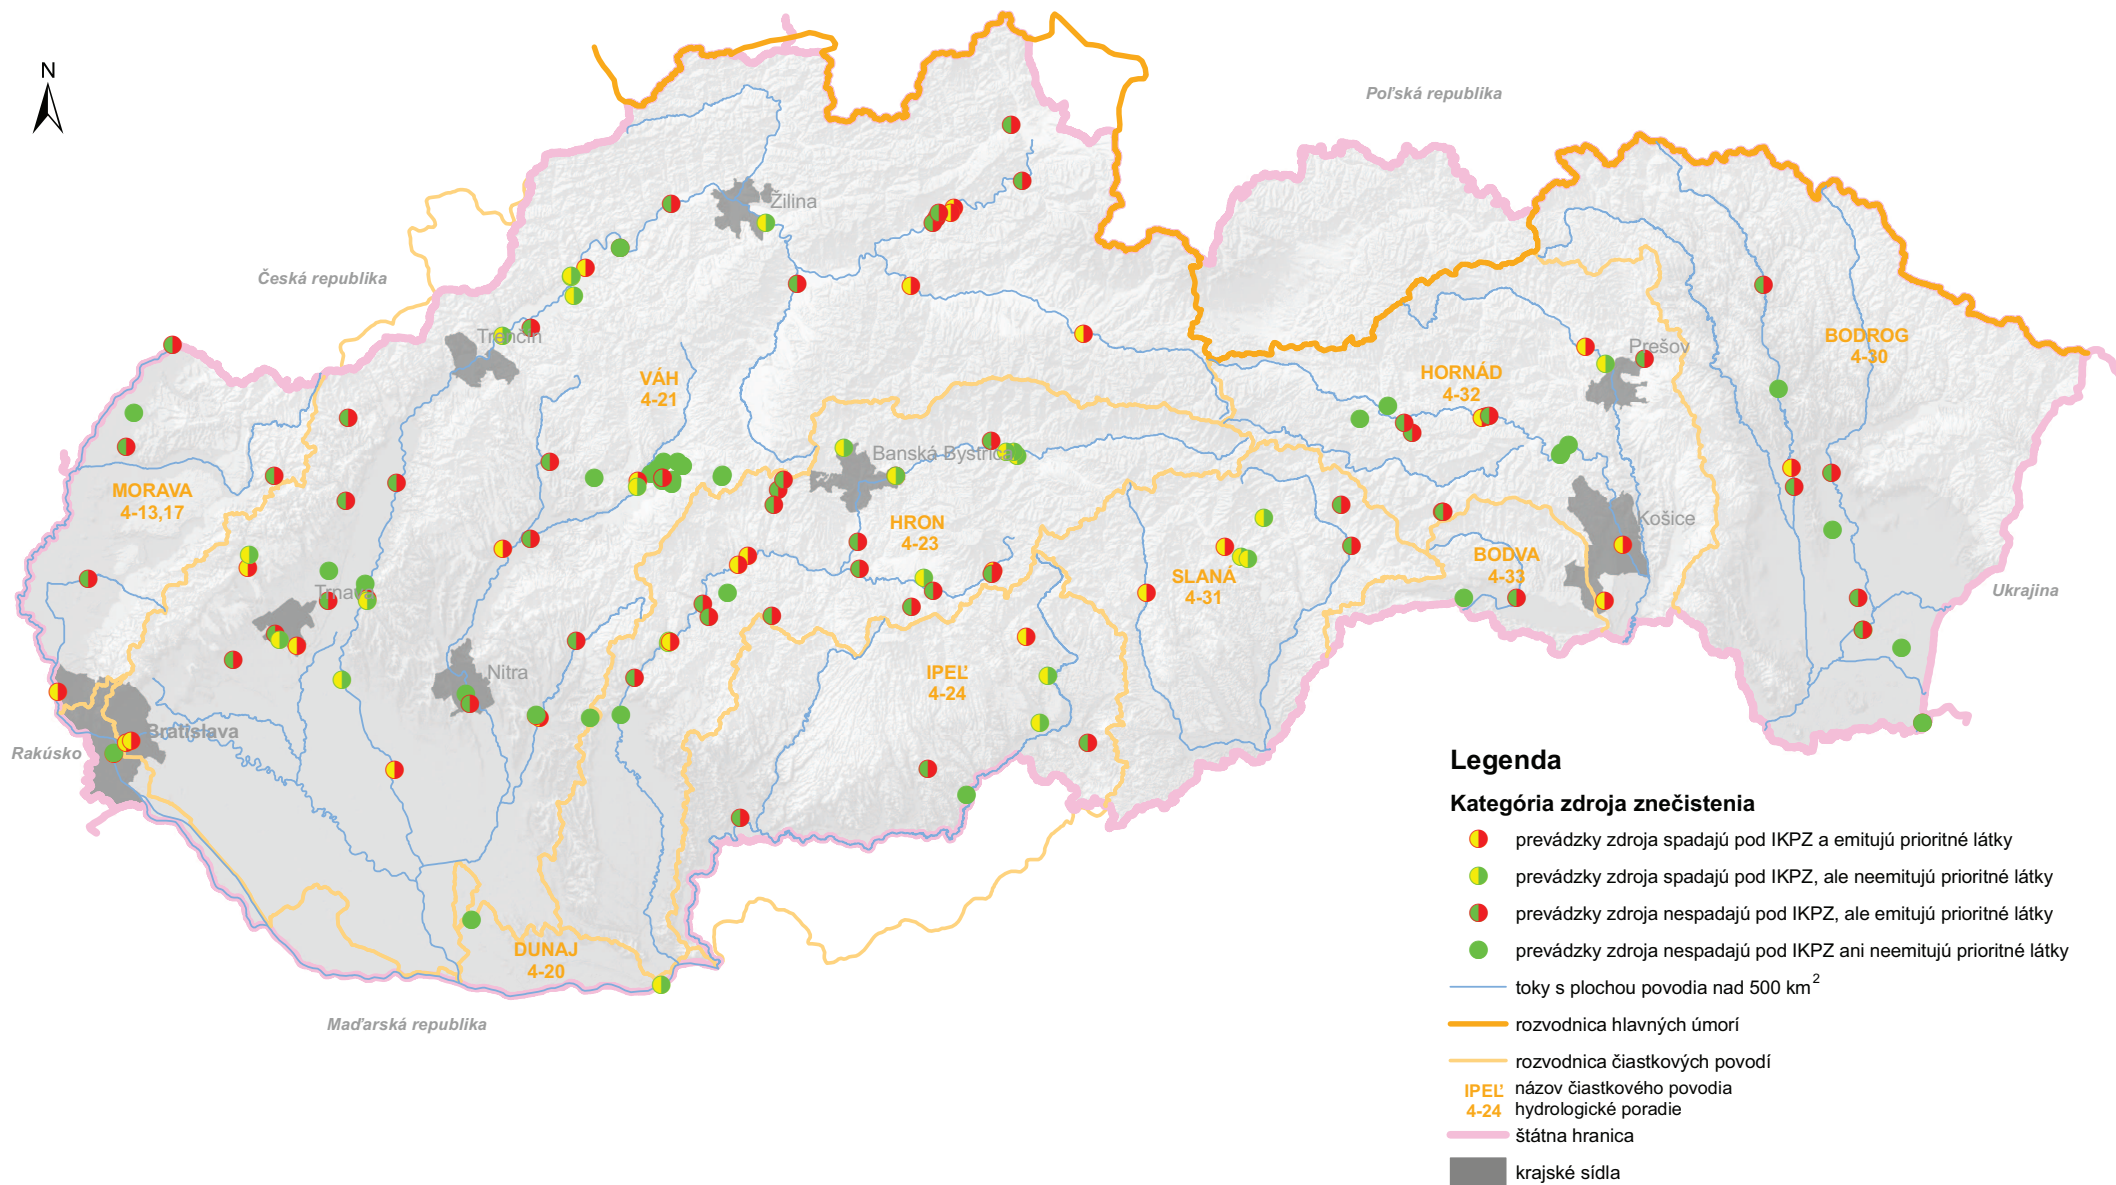 N
Poľská republika
Česká republika
Žilina
Trenčín
Prešov
BODROG
4-30
VÁH
4-21
HORNÁD
4-32
Banská Bystrica
MORAVA
4-13,17
HRON
4-23
Košice
BODVA
4-33
SLANÁ
4-31
Ukrajina
Trnava
Nitra
IPEĽ
4-24
Bratislava
Rakúsko
DUNAJ
4-20
Maďarská republika
Legenda
Kategória zdroja znečistenia
prevádzky zdroja spadajú pod IKPZ a emitujú prioritné látky
prevádzky zdroja spadajú pod IKPZ, ale neemitujú prioritné látky
prevádzky zdroja nespadajú pod IKPZ, ale emitujú prioritné látky
prevádzky zdroja nespadajú pod IKPZ ani neemitujú prioritné látky
toky s plochou povodia nad 500 km²
rozvodnica hlavných úmorí
rozvodnica čiastkových povodí
IPEĽ názov čiastkového povodia
4-24 hydrologické poradie
štátna hranica
krajské sídla